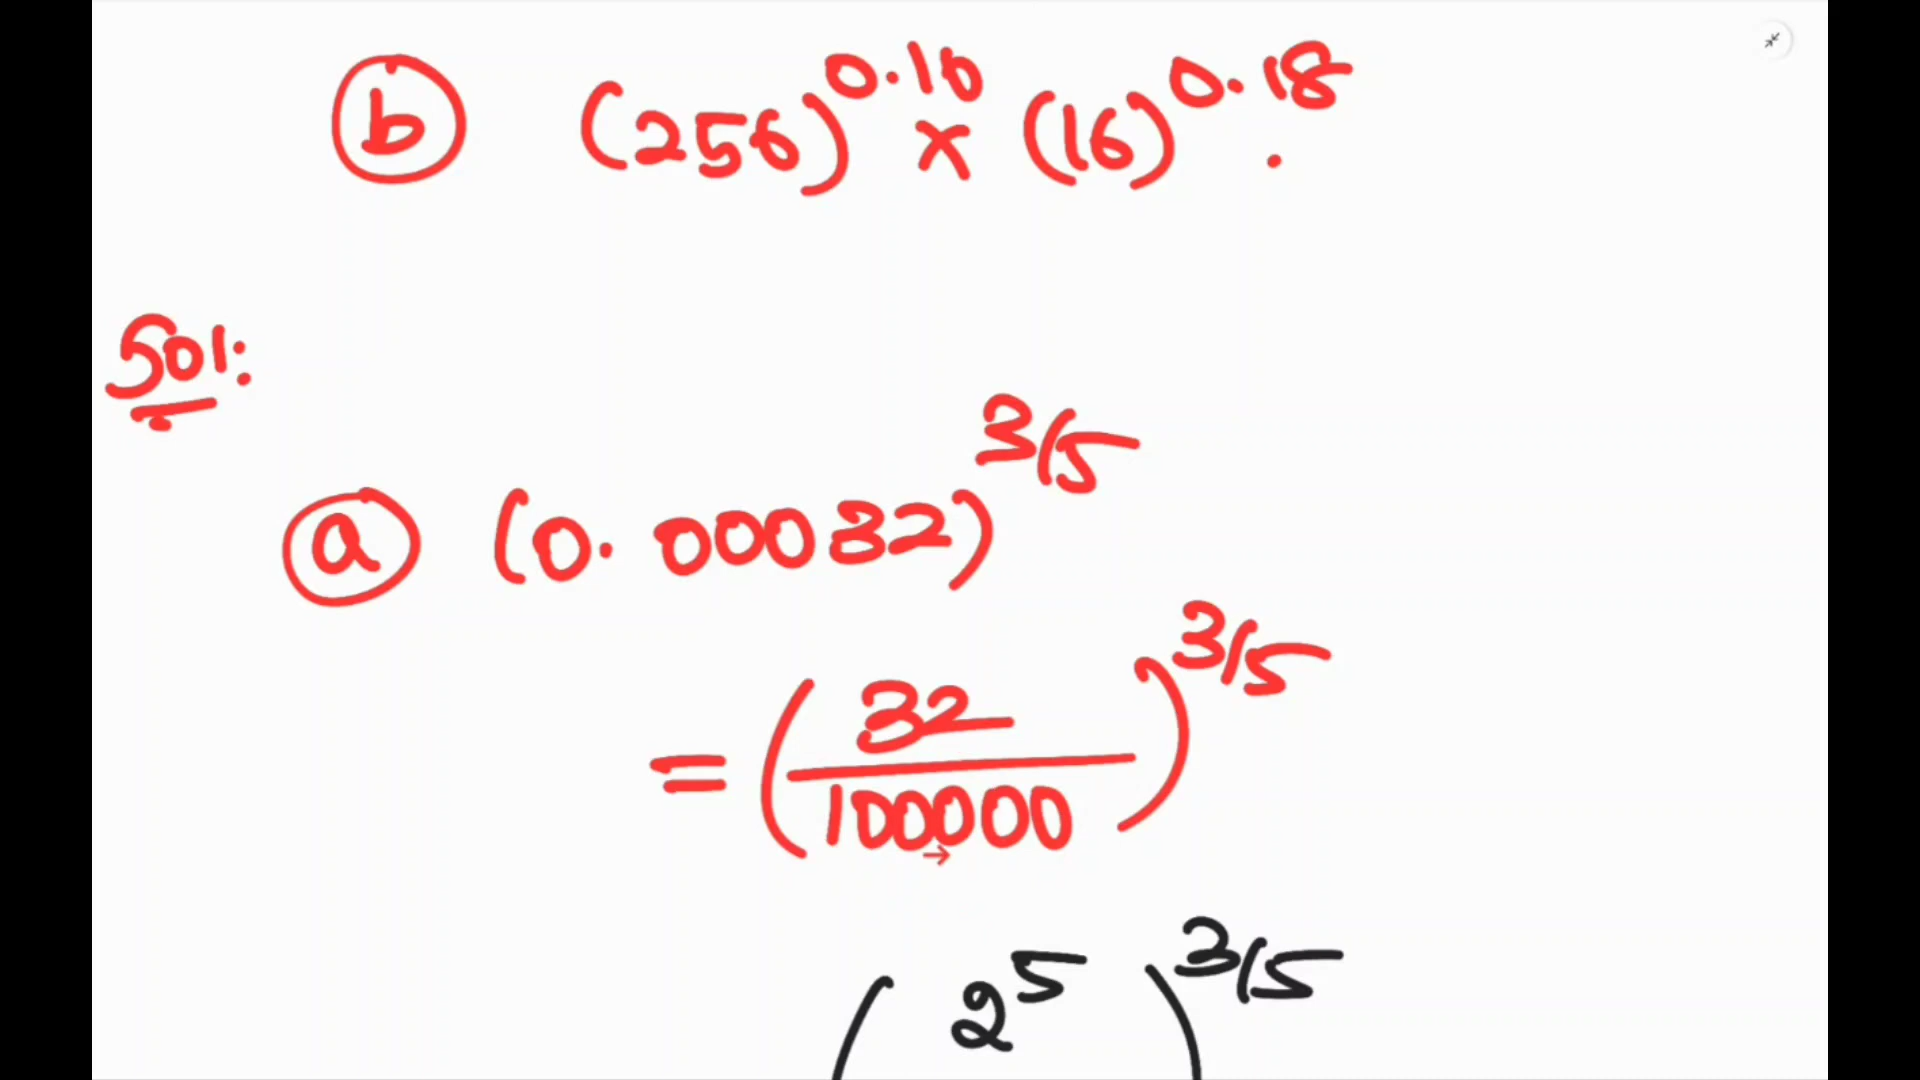 b (256)^0.16 × (16)^0.18.
Sol:
a (0.00032)^3/5
= (32/100000)^3/5
(2^5)^3/5